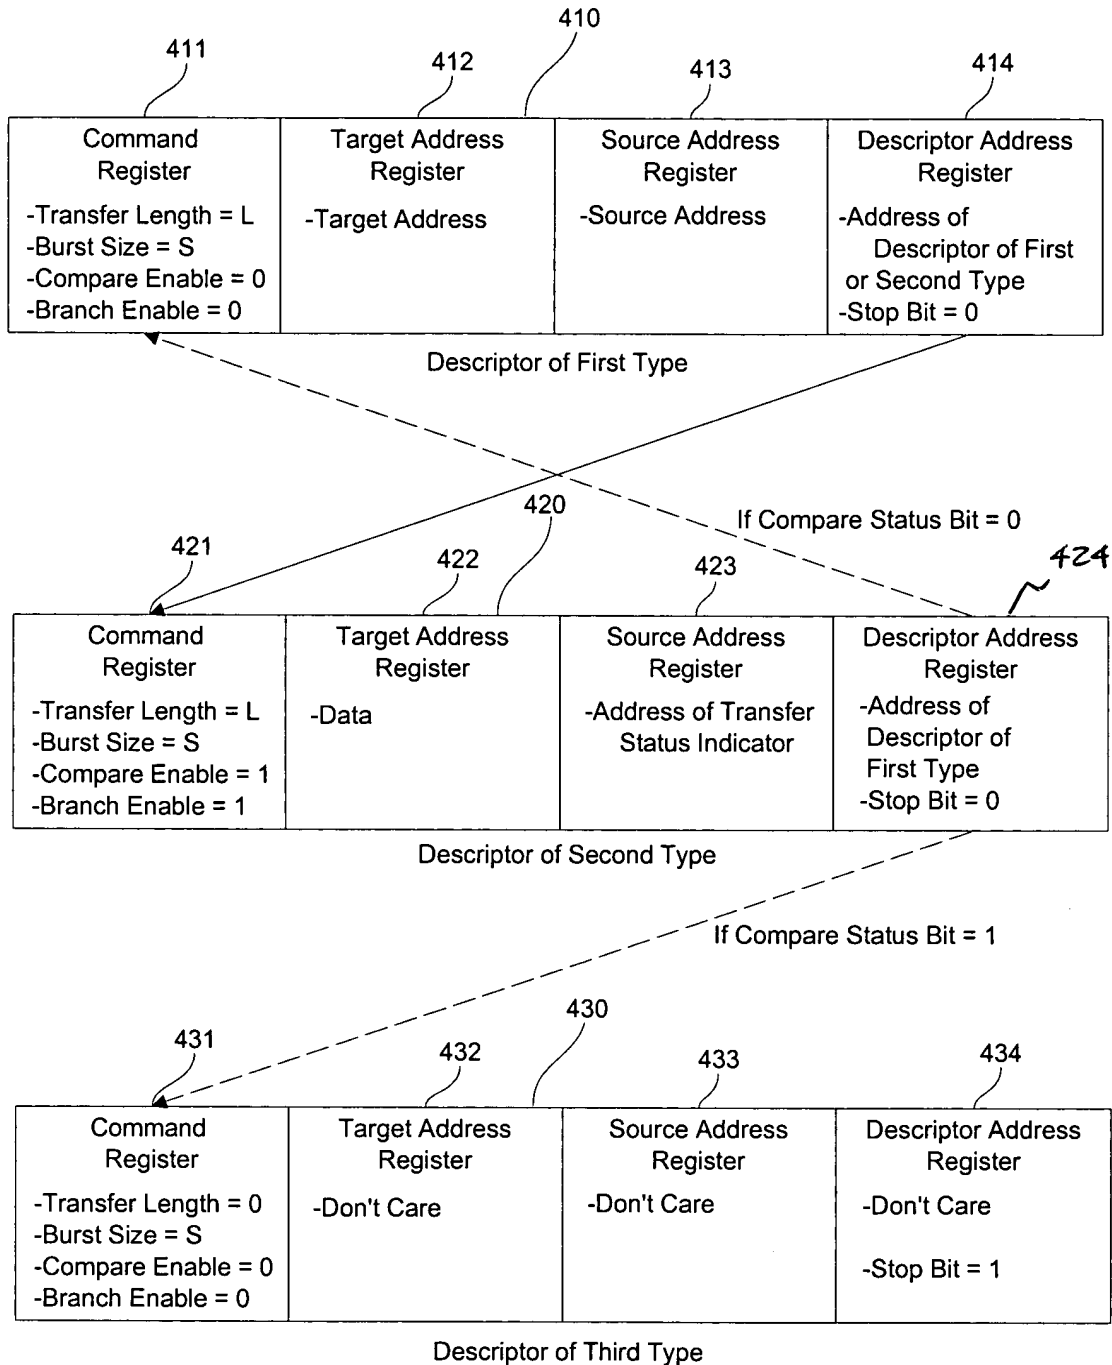 410
411
412
413
414
Command
Register
-Transfer Length = L
-Burst Size = S
-Compare Enable = 0
-Branch Enable = 0
Target Address
Register
-Target Address
Source Address
Register
-Source Address
Descriptor Address
Register
-Address of
Descriptor of First
or Second Type
-Stop Bit = 0
Descriptor of First Type
If Compare Status Bit = 0
420
421
422
423
424
Command
Register
-Transfer Length = L
-Burst Size = S
-Compare Enable = 1
-Branch Enable = 1
Target Address
Register
-Data
Source Address
Register
-Address of Transfer
Status Indicator
Descriptor Address
Register
-Address of
Descriptor of
First Type
-Stop Bit = 0
Descriptor of Second Type
If Compare Status Bit = 1
430
431
432
433
434
Command
Register
-Transfer Length = 0
-Burst Size = S
-Compare Enable = 0
-Branch Enable = 0
Target Address
Register
-Don't Care
Source Address
Register
-Don't Care
Descriptor Address
Register
-Don't Care
-Stop Bit = 1
Descriptor of Third Type